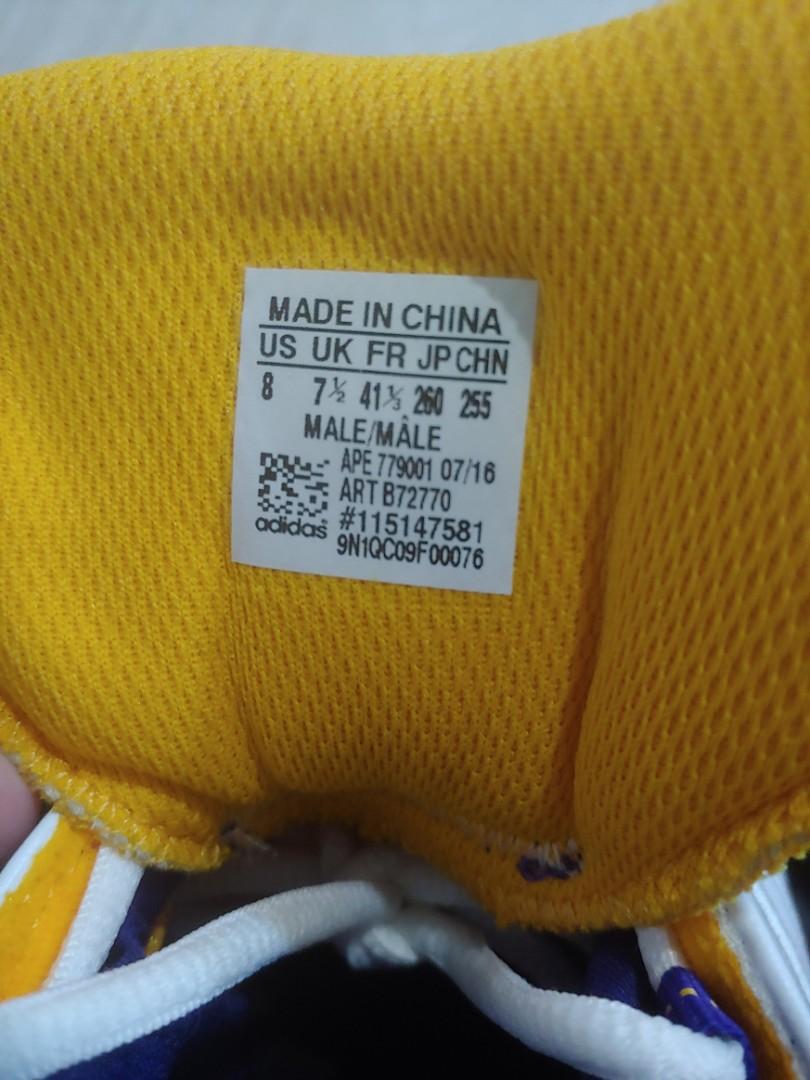 MADE IN CHINA
US UK FR JP CHN
8 7½ 41⅓ 260 255
MALE/MÂLE
APE 779001 07/16
ART B72770
#115147581
9N1QC09F00076
adidas